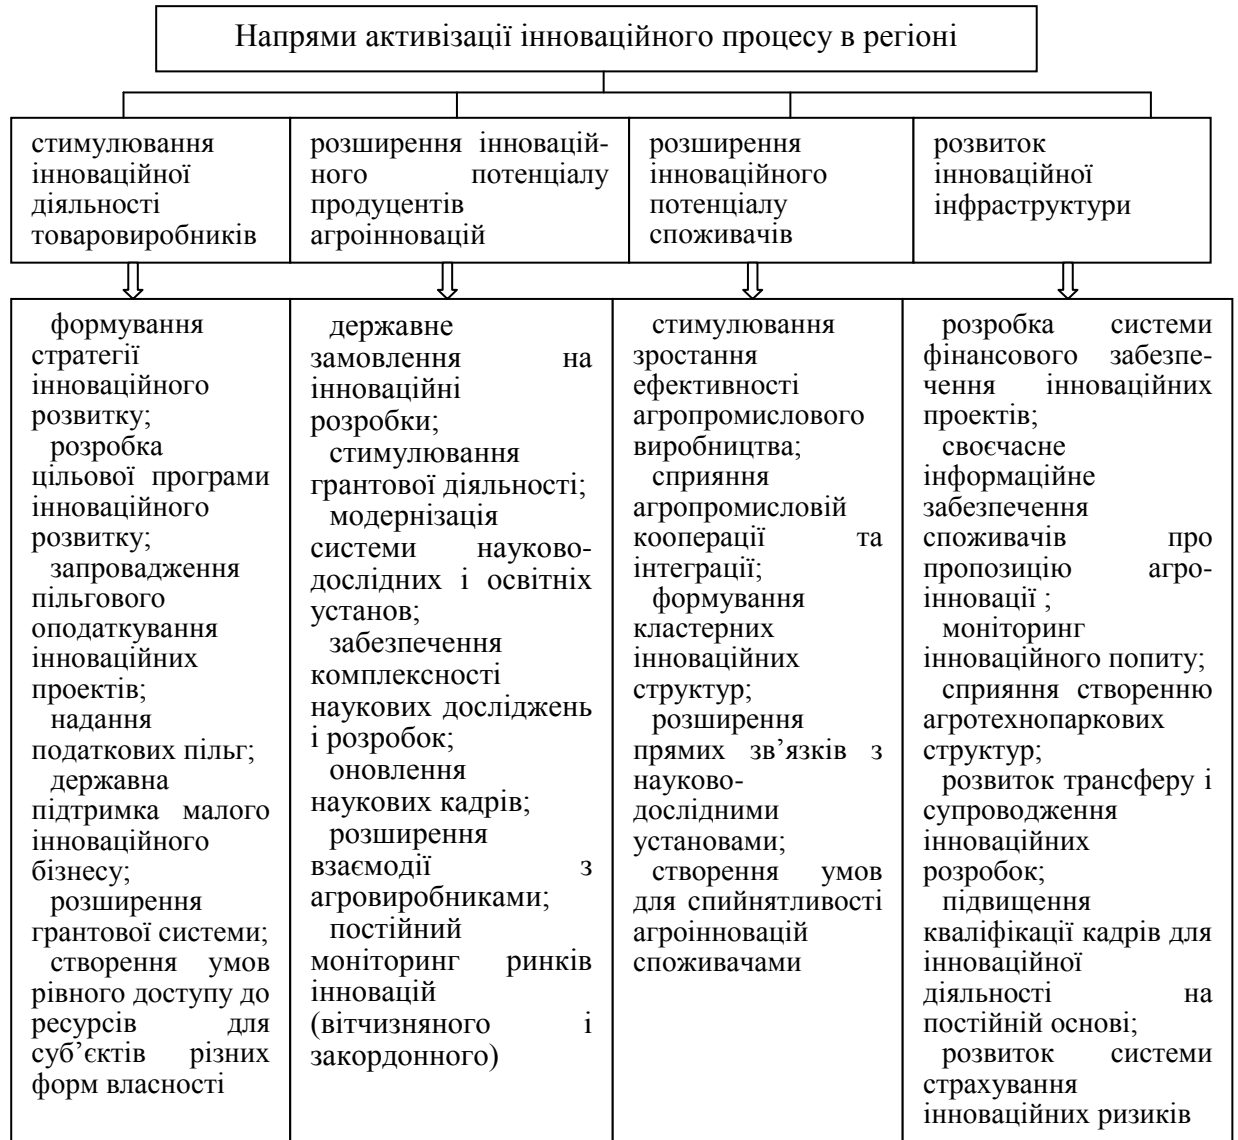 Напрями активізації інноваційного процесу в регіоні
стимулювання
інноваційної
діяльності
товаровиробників
розширення інновацій-
ного потенціалу
продуцентів
агроінновацій
розширення
інноваційного
потенціалу
споживачів
розвиток
інноваційної
інфраструктури
формування
стратегії
інноваційного
розвитку;
розробка
цільової програми
інноваційного
розвитку;
запровадження
пільгового
оподаткування
інноваційних
проектів;
надання
податкових пільг;
державна
підтримка малого
інноваційного
бізнесу;
розширення
грантової системи;
створення умов
рівного доступу до
ресурсів для
суб’єктів різних
форм власності
державне
замовлення на
інноваційні
розробки;
стимулювання
грантової діяльності;
модернізація
системи науково-
дослідних і освітніх
установ;
забезпечення
комплексності
наукових досліджень
і розробок;
оновлення
наукових кадрів;
розширення
взаємодії з
агровиробниками;
постійний
моніторинг ринків
інновацій
(вітчизняного і
закордонного)
стимулювання
зростання
ефективності
агропромислового
виробництва;
сприяння
агропромисловій
кооперації та
інтеграції;
формування
кластерних
інноваційних
структур;
розширення
прямих зв’язків з
науково-
дослідними
установами;
створення умов
для спийнятливості
агроінновацій
споживачами
розробка системи
фінансового забезпе-
чення інноваційних
проектів;
своєчасне
інформаційне
забезпечення
споживачів про
пропозицію агро-
інновації ;
моніторинг
інноваційного попиту;
сприяння створенню
агротехнопаркових
структур;
розвиток трансферу і
супроводження
інноваційних
розробок;
підвищення
кваліфікації кадрів для
інноваційної
діяльності на
постійній основі;
розвиток системи
страхування
інноваційних ризиків